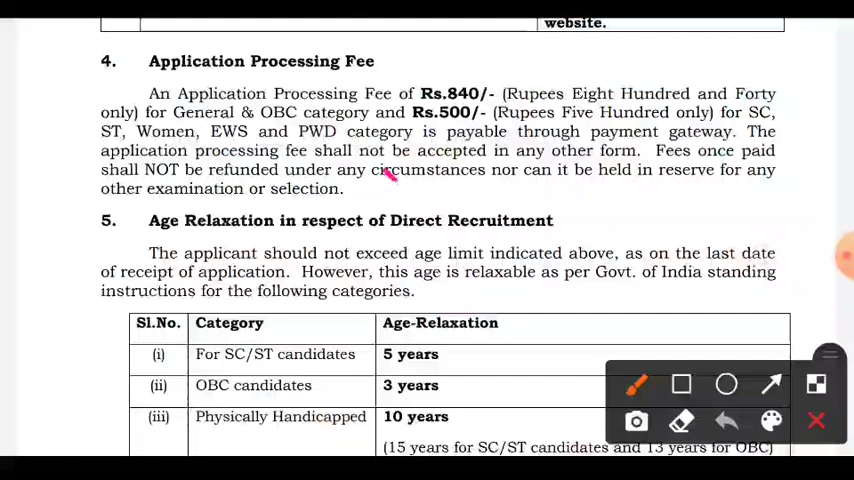 website.
4. Application Processing Fee
An Application Processing Fee of Rs.840/- (Rupees Eight Hundred and Forty
only) for General & OBC category and Rs.500/- (Rupees Five Hundred only) for SC,
ST, Women, EWS and PWD category is payable through payment gateway. The
application processing fee shall not be accepted in any other form. Fees once paid
shall NOT be refunded under any circumstances nor can it be held in reserve for any
other examination or selection.
5. Age Relaxation in respect of Direct Recruitment
The applicant should not exceed age limit indicated above, as on the last date
of receipt of application. However, this age is relaxable as per Govt. of India standing
instructions for the following categories.
Sl.No. Category Age-Relaxation
(i) For SC/ST candidates 5 years
(ii) OBC candidates 3 years
(iii) Physically Handicapped 10 years
(15 years for SC/ST candidates and 13 years for OBC)